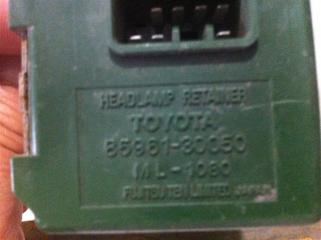 HEADLAMP RETAINER
TOYOTA
85961-30050
ML-1080
FUJITSU TEN LIMITED JAPAN